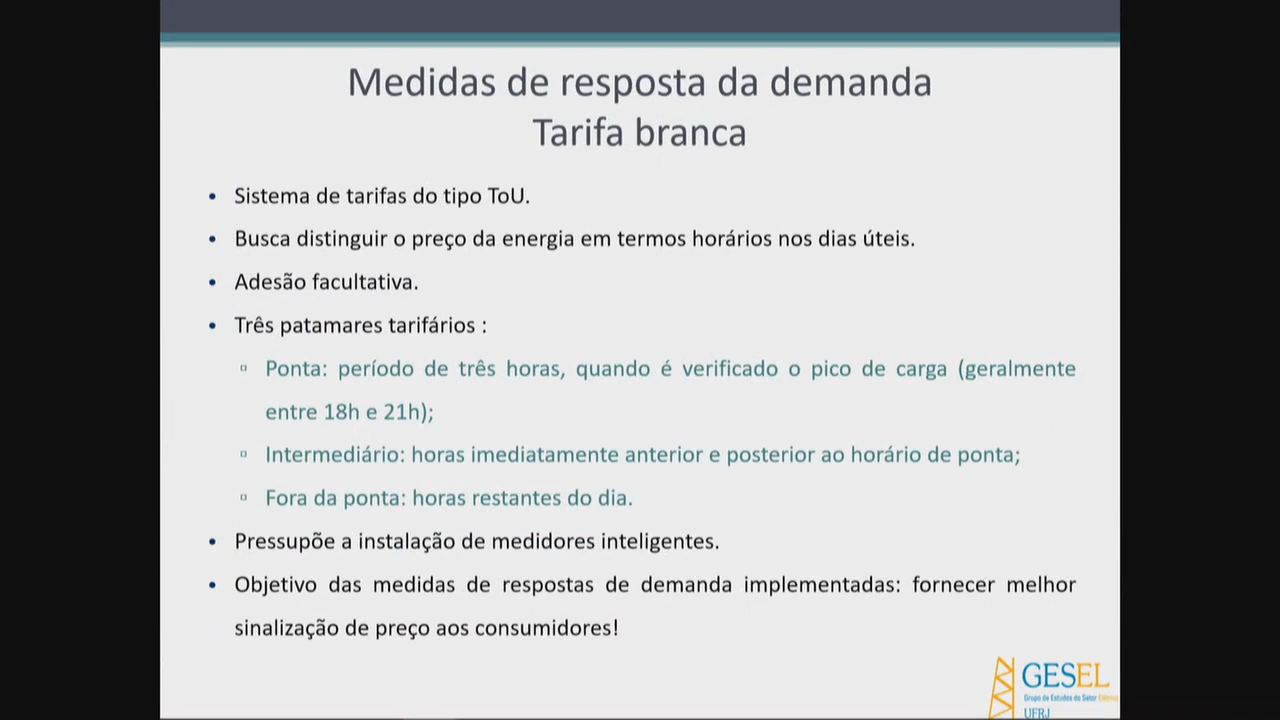 Medidas de resposta da demanda
Tarifa branca
• Sistema de tarifas do tipo ToU.
• Busca distinguir o preço da energia em termos horários nos dias úteis.
• Adesão facultativa.
• Três patamares tarifários :
▫ Ponta: período de três horas, quando é verificado o pico de carga (geralmente
entre 18h e 21h);
▫ Intermediário: horas imediatamente anterior e posterior ao horário de ponta;
▫ Fora da ponta: horas restantes do dia.
• Pressupõe a instalação de medidores inteligentes.
• Objetivo das medidas de respostas de demanda implementadas: fornecer melhor
sinalização de preço aos consumidores!
GESEL
Grupo de Estudos do Setor Elétrico
UFRJ